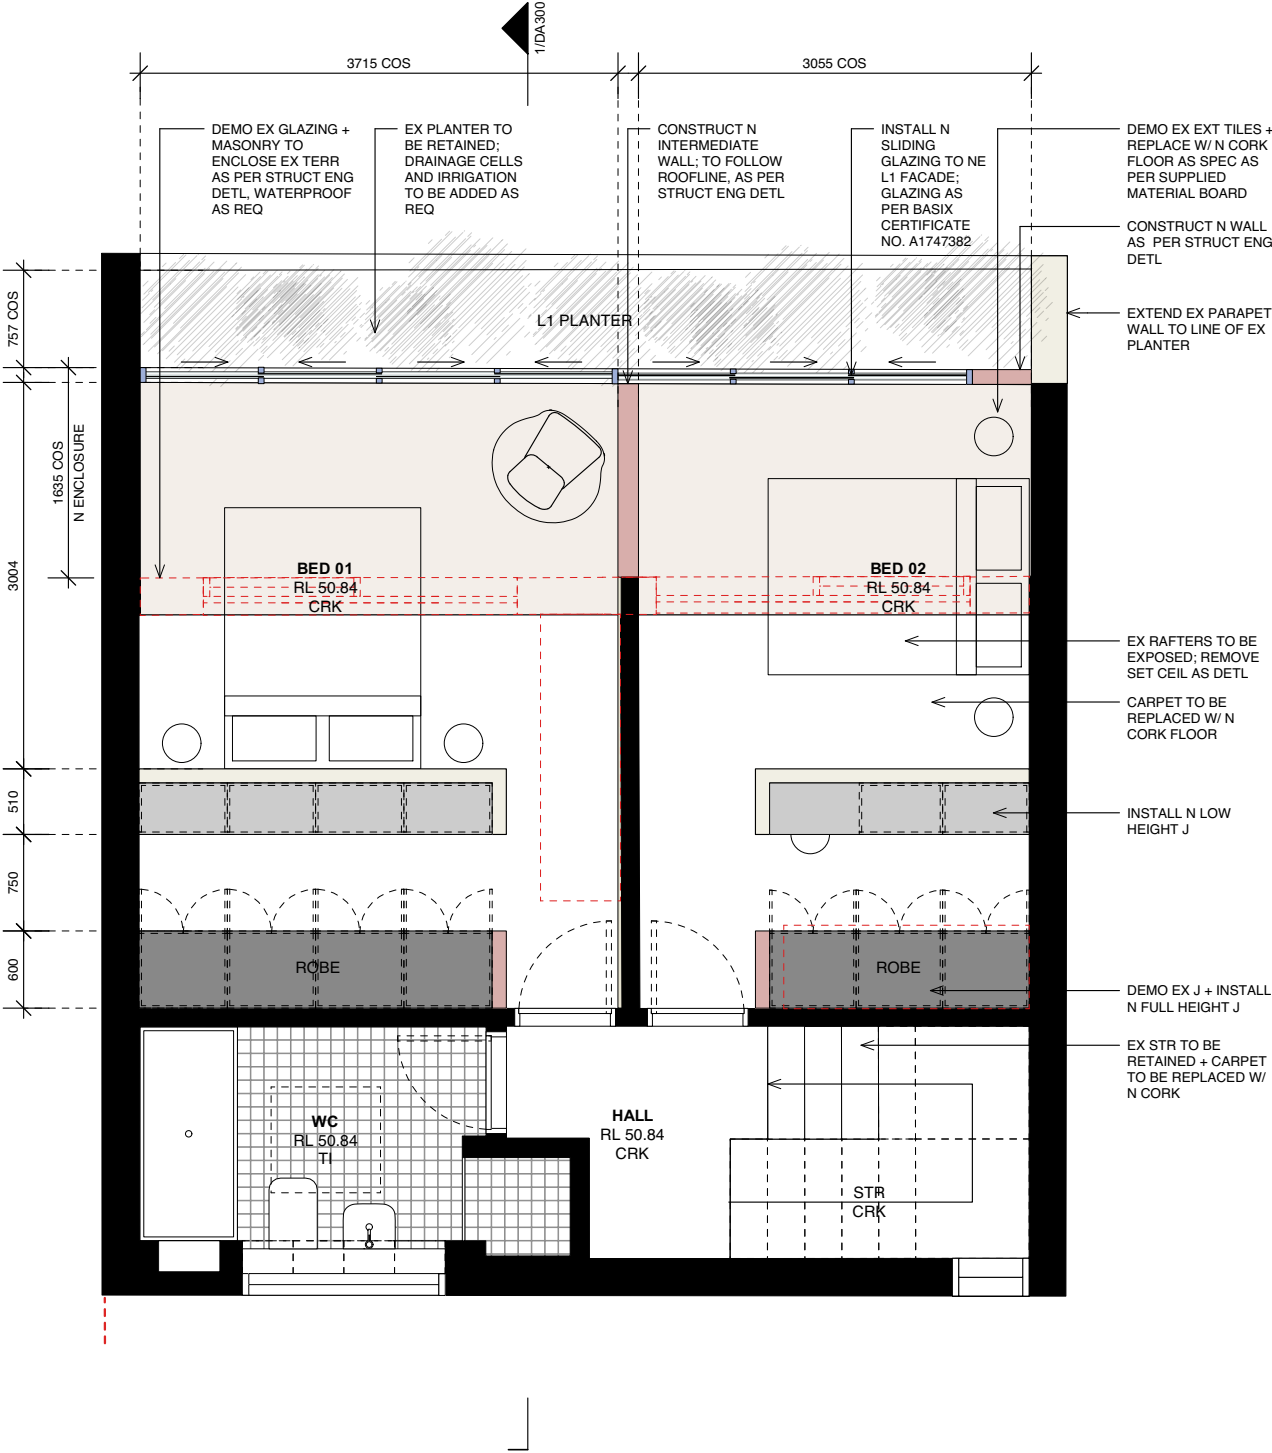 1/DA300
3715 COS
3055 COS
DEMO EX GLAZING +
MASONRY TO
ENCLOSE EX TERR
AS PER STRUCT ENG
DETL, WATERPROOF
AS REQ
EX PLANTER TO
BE RETAINED;
DRAINAGE CELLS
AND IRRIGATION
TO BE ADDED AS
REQ
CONSTRUCT N
INTERMEDIATE
WALL; TO FOLLOW
ROOFLINE, AS PER
STRUCT ENG DETL
INSTALL N
SLIDING
GLAZING TO NE
L1 FACADE;
GLAZING AS
PER BASIX
CERTIFICATE
NO. A1747382
DEMO EX EXT TILES +
REPLACE W/ N CORK
FLOOR AS SPEC AS
PER SUPPLIED
MATERIAL BOARD
CONSTRUCT N WALL
AS PER STRUCT ENG
DETL
EXTEND EX PARAPET
WALL TO LINE OF EX
PLANTER
L1 PLANTER
757 COS
1635 COS
N ENCLOSURE
3004
BED 01
RL 50.84
CRK
BED 02
RL 50.84
CRK
EX RAFTERS TO BE
EXPOSED; REMOVE
SET CEIL AS DETL
CARPET TO BE
REPLACED W/ N
CORK FLOOR
510
INSTALL N LOW
HEIGHT J
750
600
ROBE
ROBE
DEMO EX J + INSTALL
N FULL HEIGHT J
EX STR TO BE
RETAINED + CARPET
TO BE REPLACED W/
N CORK
WC
RL 50.84
TI
HALL
RL 50.84
CRK
STR
CRK